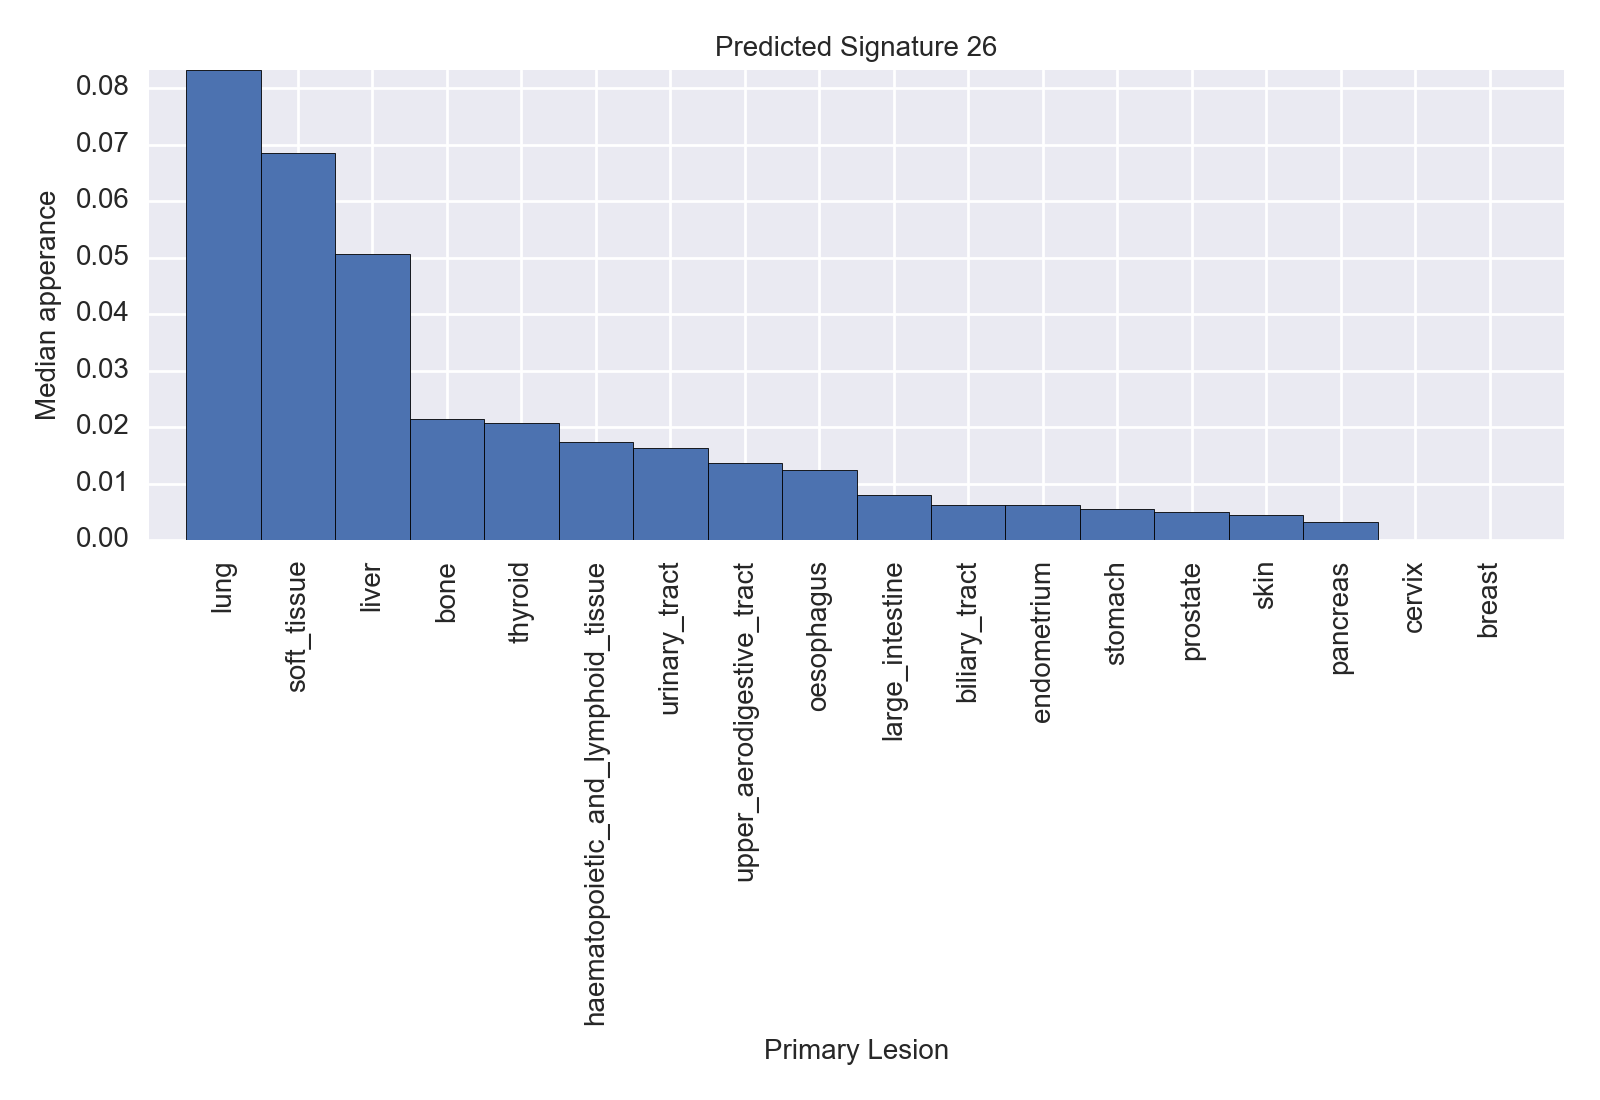 Predicted Signature 26
Median apperance
0.08
0.07
0.06
0.05
0.04
0.03
0.02
0.01
0.00
lung
soft_tissue
liver
bone
thyroid
haematopoietic_and_lymphoid_tissue
urinary_tract
upper_aerodigestive_tract
oesophagus
large_intestine
biliary_tract
endometrium
stomach
prostate
skin
pancreas
cervix
breast
Primary Lesion